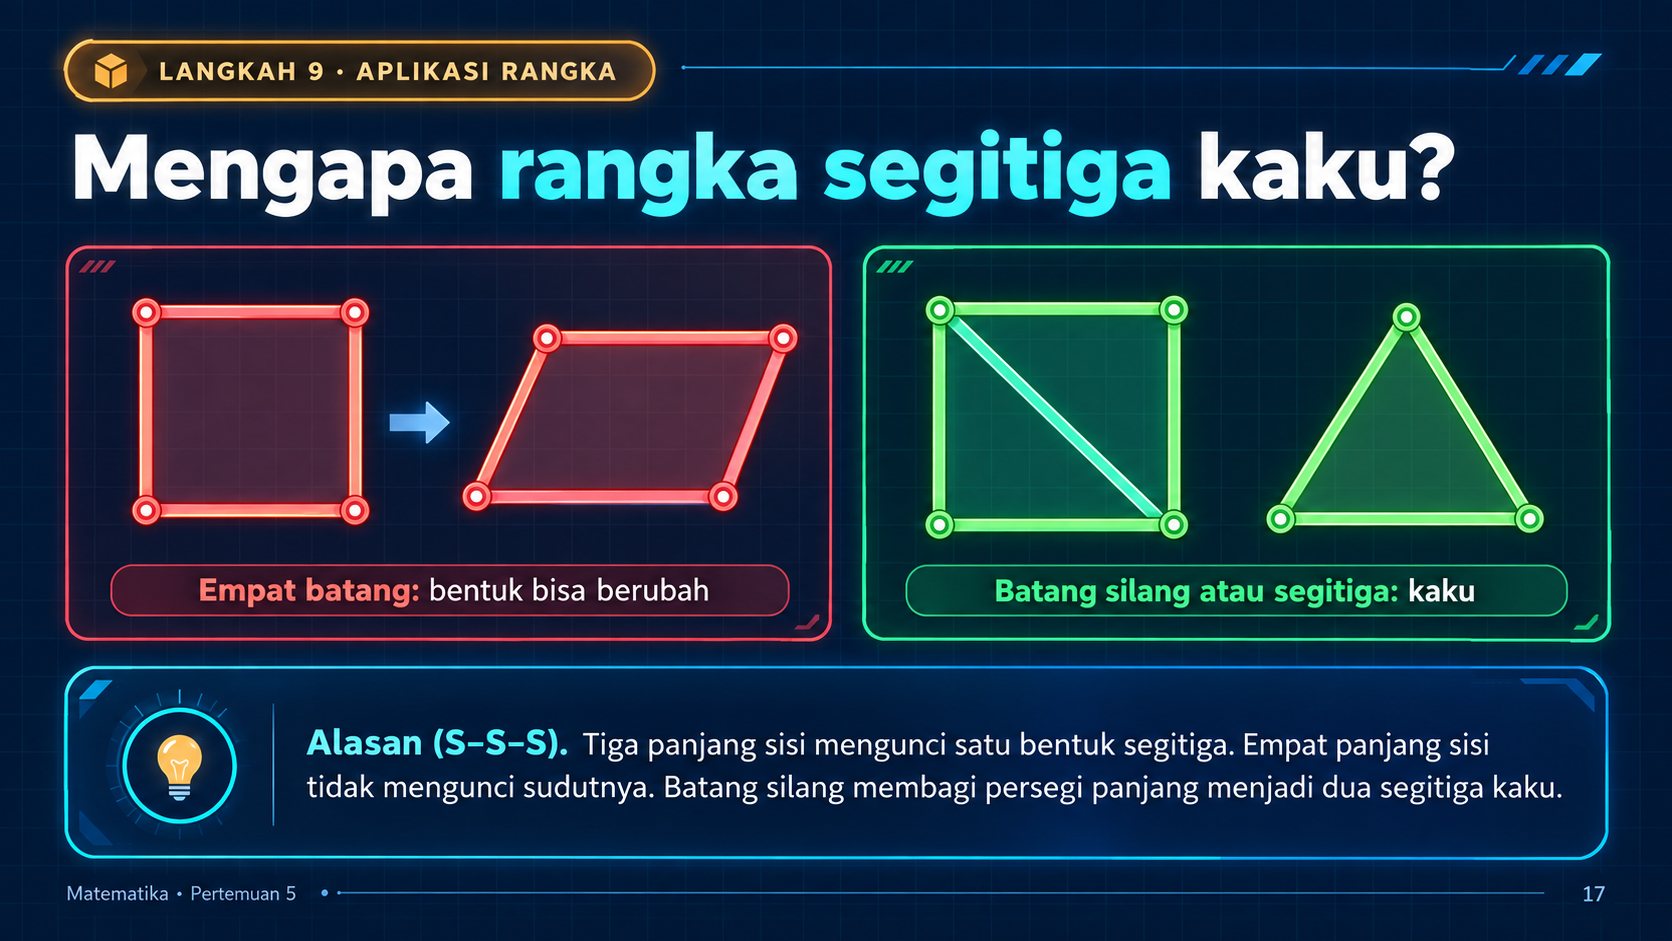 LANGKAH 9 • APLIKASI RANGKA
Mengapa rangka segitiga kaku?
Empat batang: bentuk bisa berubah
Batang silang atau segitiga: kaku
Alasan (S–S–S). Tiga panjang sisi mengunci satu bentuk segitiga. Empat panjang sisi
tidak mengunci sudutnya. Batang silang membagi persegi panjang menjadi dua segitiga kaku.
Matematika • Pertemuan 5
17